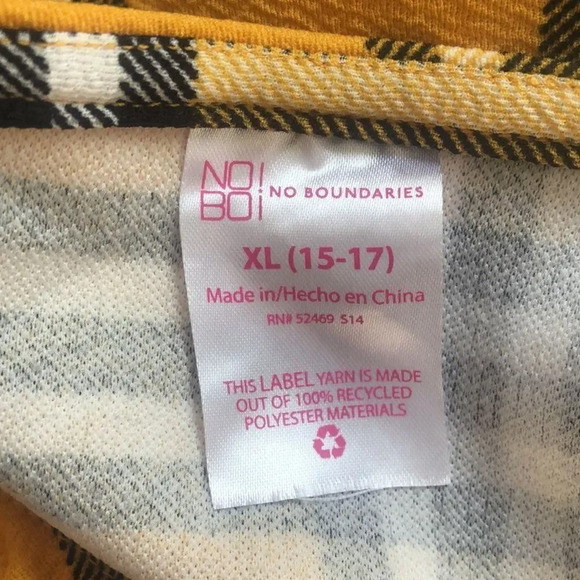 NO!
BO!
NO BOUNDARIES
XL (15-17)
Made in/Hecho en China
RN# 52469 S14
THIS LABEL YARN IS MADE
OUT OF 100% RECYCLED
POLYESTER MATERIALS